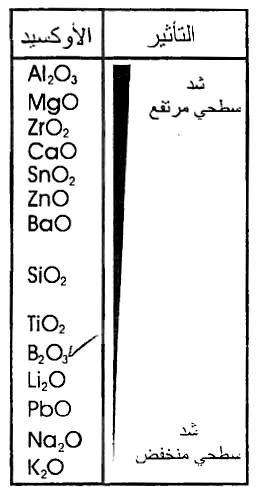 الأوكسيد التأثير
Al₂O₃
شد
MgO
سطحي مرتفع
ZrO₂
CaO
SnO₂
ZnO
BaO
SiO₂
TiO₂
B₂O₃
Li₂O
PbO
شد
Na₂O
سطحي منخفض
K₂O